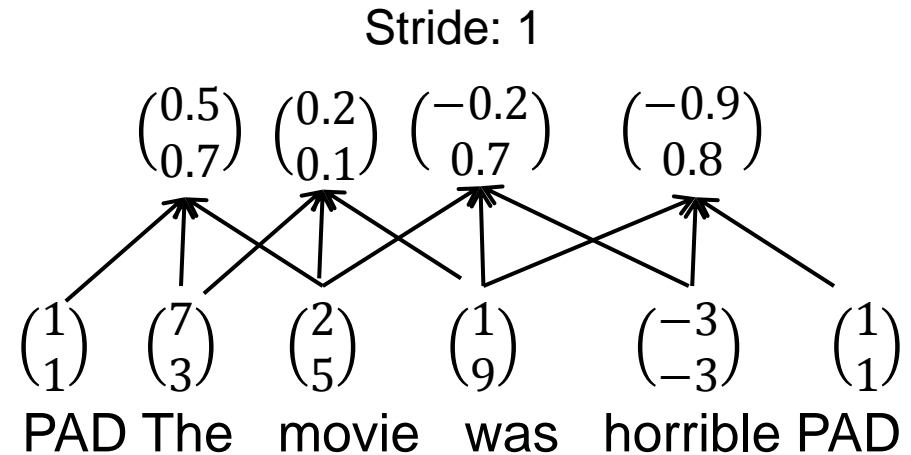 Stride: 1
(0.5 0.7) (0.2 0.1) (−0.2 0.7) (−0.9 0.8)
(1 1) (7 3) (2 5) (1 9) (−3 −3) (1 1)
PAD The movie was horrible PAD